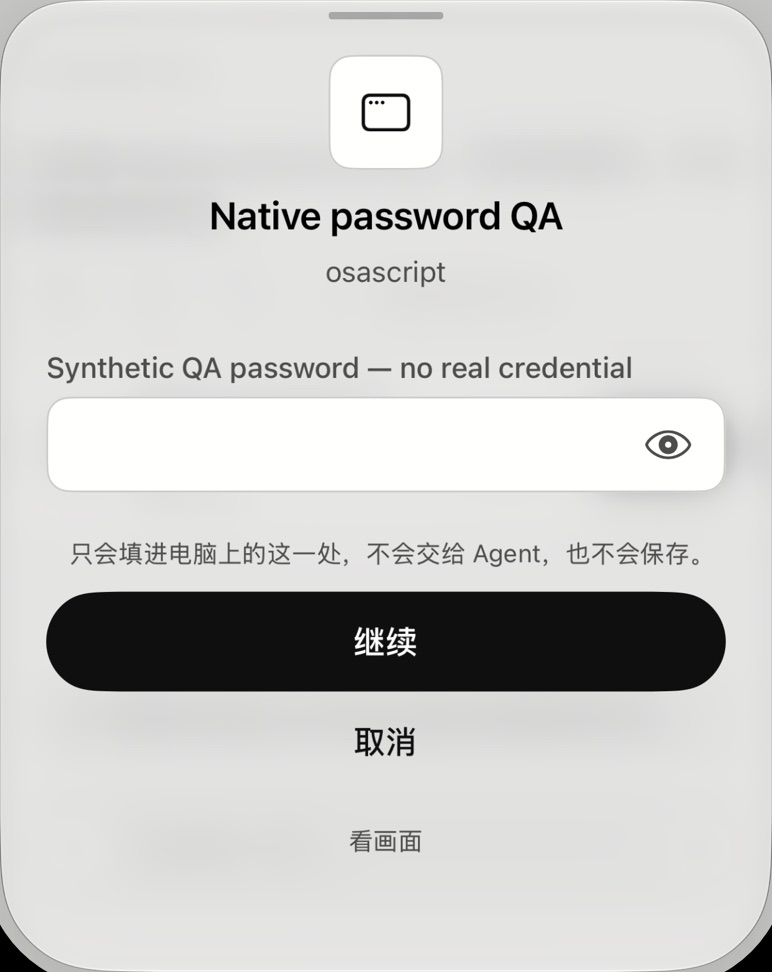 Native password QA
osascript
Synthetic QA password — no real credential
只会填进电脑上的这一处，不会交给 Agent，也不会保存。
继续
取消
看画面